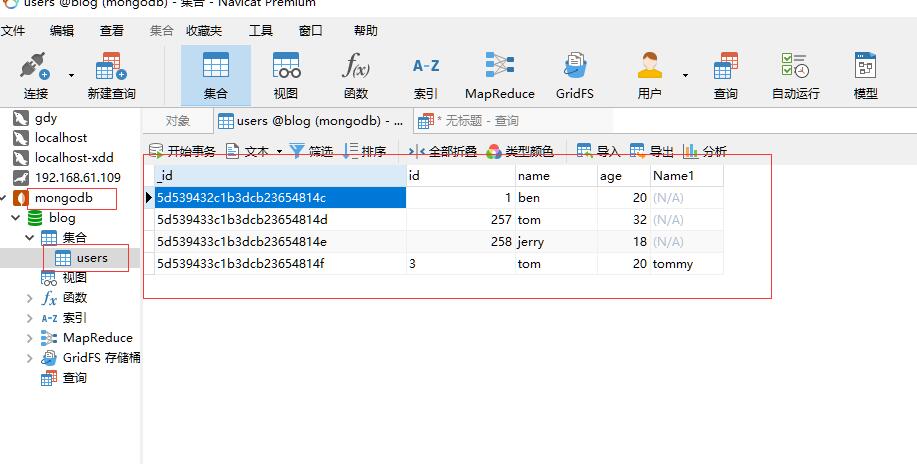 users @blog (mongodb) - 集合 - Navicat Premium
文件 编辑 查看 集合 收藏夹 工具 窗口 帮助
连接 新建查询 集合 视图 函数 索引 MapReduce GridFS 用户 查询 自动运行 模型
f(x) A-Z
gdy
localhost
localhost-xdd
192.168.61.109
mongodb
blog
集合
users
视图
fx 函数
A-Z 索引
MapReduce
GridFS 存储桶
查询
对象 users @blog (mongodb) - ... * 无标题 - 查询
开始事务 文本 筛选 排序 全部折叠 类型颜色 导入 导出 分析
_id id name age Name1
5d539432c1b3dcb23654814c 1 ben 20 (N/A)
5d539433c1b3dcb23654814d 257 tom 32 (N/A)
5d539433c1b3dcb23654814e 258 jerry 18 (N/A)
5d539433c1b3dcb23654814f 3 tom 20 tommy